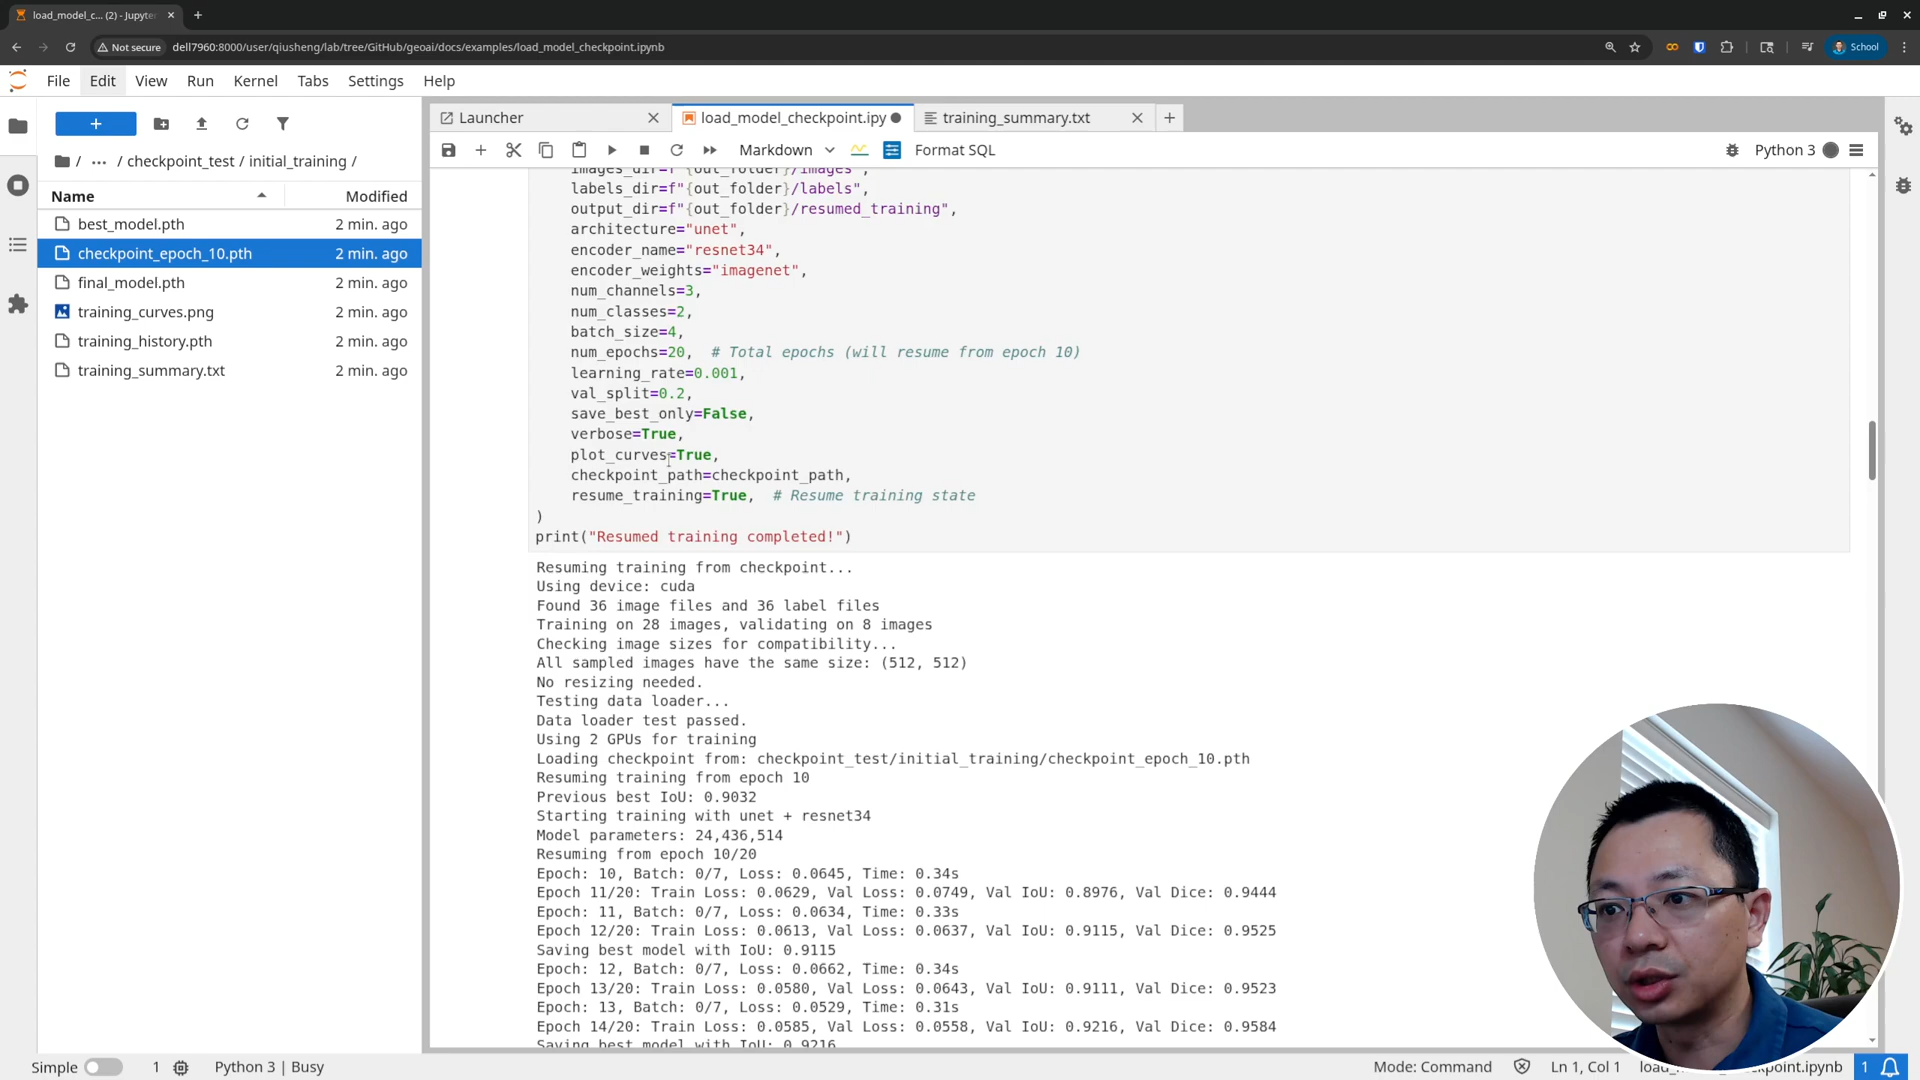 load_model_c... (2) - Jupyter
Not secure
dell7960:8000/user/qiusheng/lab/tree/GitHub/geoai/docs/examples/load_model_checkpoint.ipynb
School
File Edit View Run Kernel Tabs Settings Help
/ ··· / checkpoint_test / initial_training /
Name Modified
best_model.pth 2 min. ago
checkpoint_epoch_10.pth 2 min. ago
final_model.pth 2 min. ago
training_curves.png 2 min. ago
training_history.pth 2 min. ago
training_summary.txt 2 min. ago
Launcher
load_model_checkpoint.ipy
training_summary.txt
Markdown
Format SQL
Python 3
images_dir=f"{out_folder}/images",
labels_dir=f"{out_folder}/labels",
output_dir=f"{out_folder}/resumed_training",
architecture="unet",
encoder_name="resnet34",
encoder_weights="imagenet",
num_channels=3,
num_classes=2,
batch_size=4,
num_epochs=20,  # Total epochs (will resume from epoch 10)
learning_rate=0.001,
val_split=0.2,
save_best_only=False,
verbose=True,
plot_curves=True,
checkpoint_path=checkpoint_path,
resume_training=True,  # Resume training state
)
print("Resumed training completed!")
Resuming training from checkpoint...
Using device: cuda
Found 36 image files and 36 label files
Training on 28 images, validating on 8 images
Checking image sizes for compatibility...
All sampled images have the same size: (512, 512)
No resizing needed.
Testing data loader...
Data loader test passed.
Using 2 GPUs for training
Loading checkpoint from: checkpoint_test/initial_training/checkpoint_epoch_10.pth
Resuming training from epoch 10
Previous best IoU: 0.9032
Starting training with unet + resnet34
Model parameters: 24,436,514
Resuming from epoch 10/20
Epoch: 10, Batch: 0/7, Loss: 0.0645, Time: 0.34s
Epoch 11/20: Train Loss: 0.0629, Val Loss: 0.0749, Val IoU: 0.8976, Val Dice: 0.9444
Epoch: 11, Batch: 0/7, Loss: 0.0634, Time: 0.33s
Epoch 12/20: Train Loss: 0.0613, Val Loss: 0.0637, Val IoU: 0.9115, Val Dice: 0.9525
Saving best model with IoU: 0.9115
Epoch: 12, Batch: 0/7, Loss: 0.0662, Time: 0.34s
Epoch 13/20: Train Loss: 0.0580, Val Loss: 0.0643, Val IoU: 0.9111, Val Dice: 0.9523
Epoch: 13, Batch: 0/7, Loss: 0.0529, Time: 0.31s
Epoch 14/20: Train Loss: 0.0585, Val Loss: 0.0558, Val IoU: 0.9216, Val Dice: 0.9584
Saving best model with IoU: 0.9216
Simple 1 Python 3 | Busy Mode: Command Ln 1, Col 1 load_ point.ipynb 1